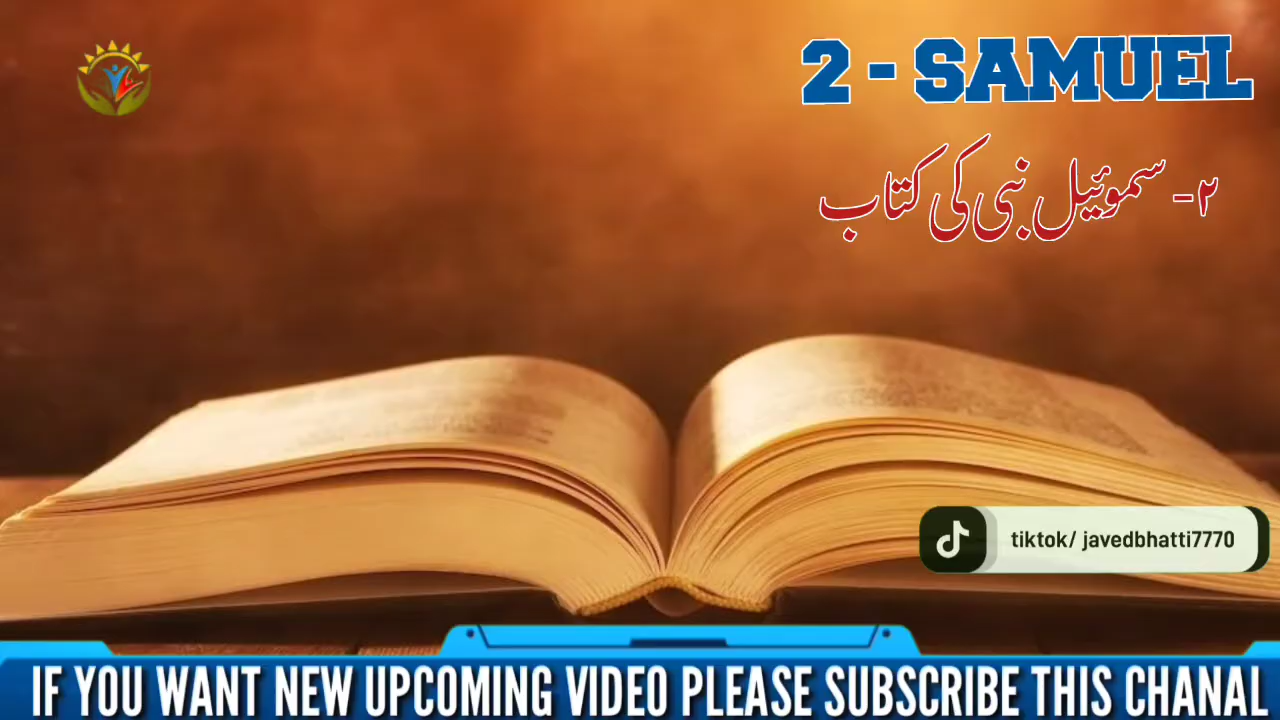 2 - SAMUEL
۲- سموئیل نبی کی کتاب
tiktok/ javedbhatti7770
IF YOU WANT NEW UPCOMING VIDEO PLEASE SUBSCRIBE THIS CHANAL